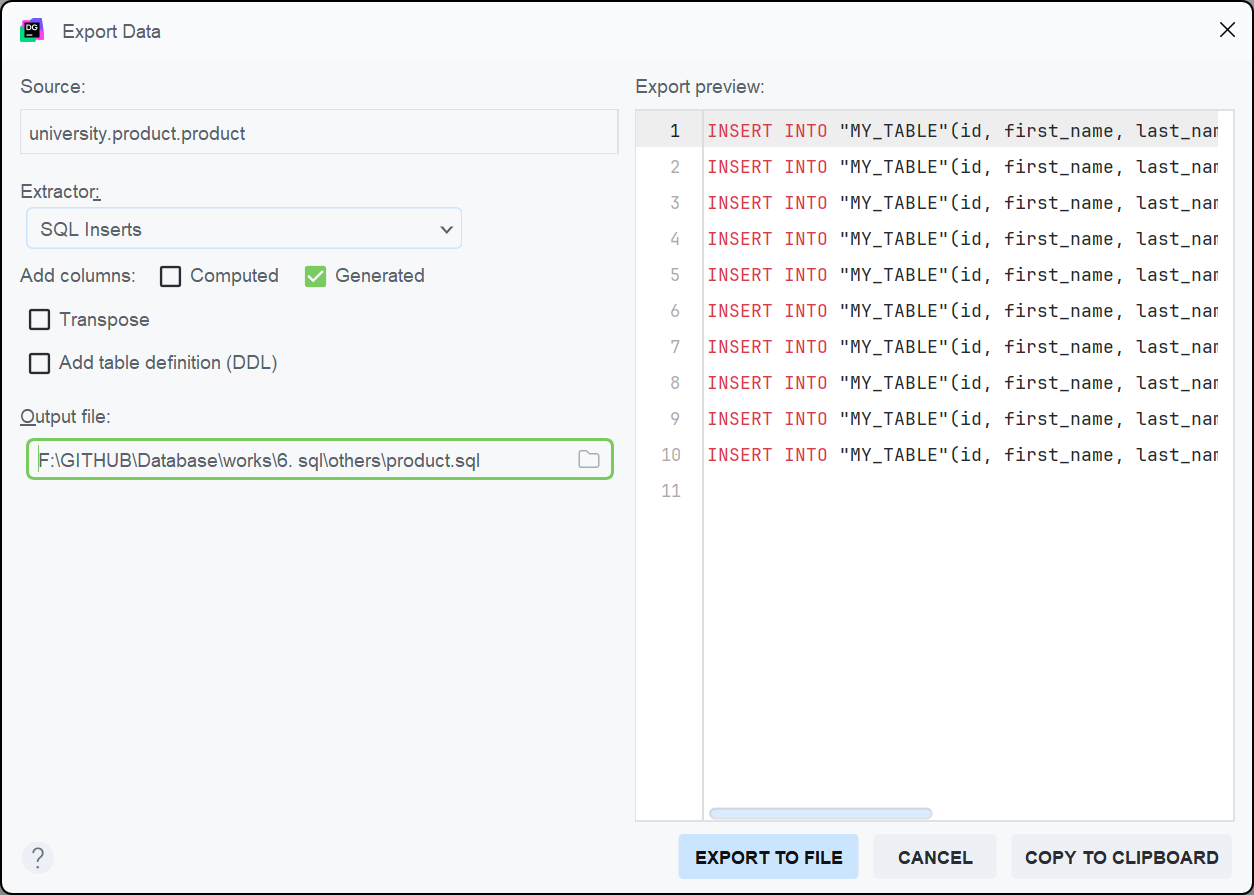 DG
Export Data
Source:
university.product.product
Extractor:
SQL Inserts
Add columns: Computed Generated
Transpose
Add table definition (DDL)
Output file:
F:\GITHUB\Database\works\6. sql\others\product.sql
Export preview:
1 INSERT INTO "MY_TABLE"(id, first_name, last_nam
2 INSERT INTO "MY_TABLE"(id, first_name, last_nam
3 INSERT INTO "MY_TABLE"(id, first_name, last_nam
4 INSERT INTO "MY_TABLE"(id, first_name, last_nam
5 INSERT INTO "MY_TABLE"(id, first_name, last_nam
6 INSERT INTO "MY_TABLE"(id, first_name, last_nam
7 INSERT INTO "MY_TABLE"(id, first_name, last_nam
8 INSERT INTO "MY_TABLE"(id, first_name, last_nam
9 INSERT INTO "MY_TABLE"(id, first_name, last_nam
10 INSERT INTO "MY_TABLE"(id, first_name, last_nam
11
? EXPORT TO FILE CANCEL COPY TO CLIPBOARD